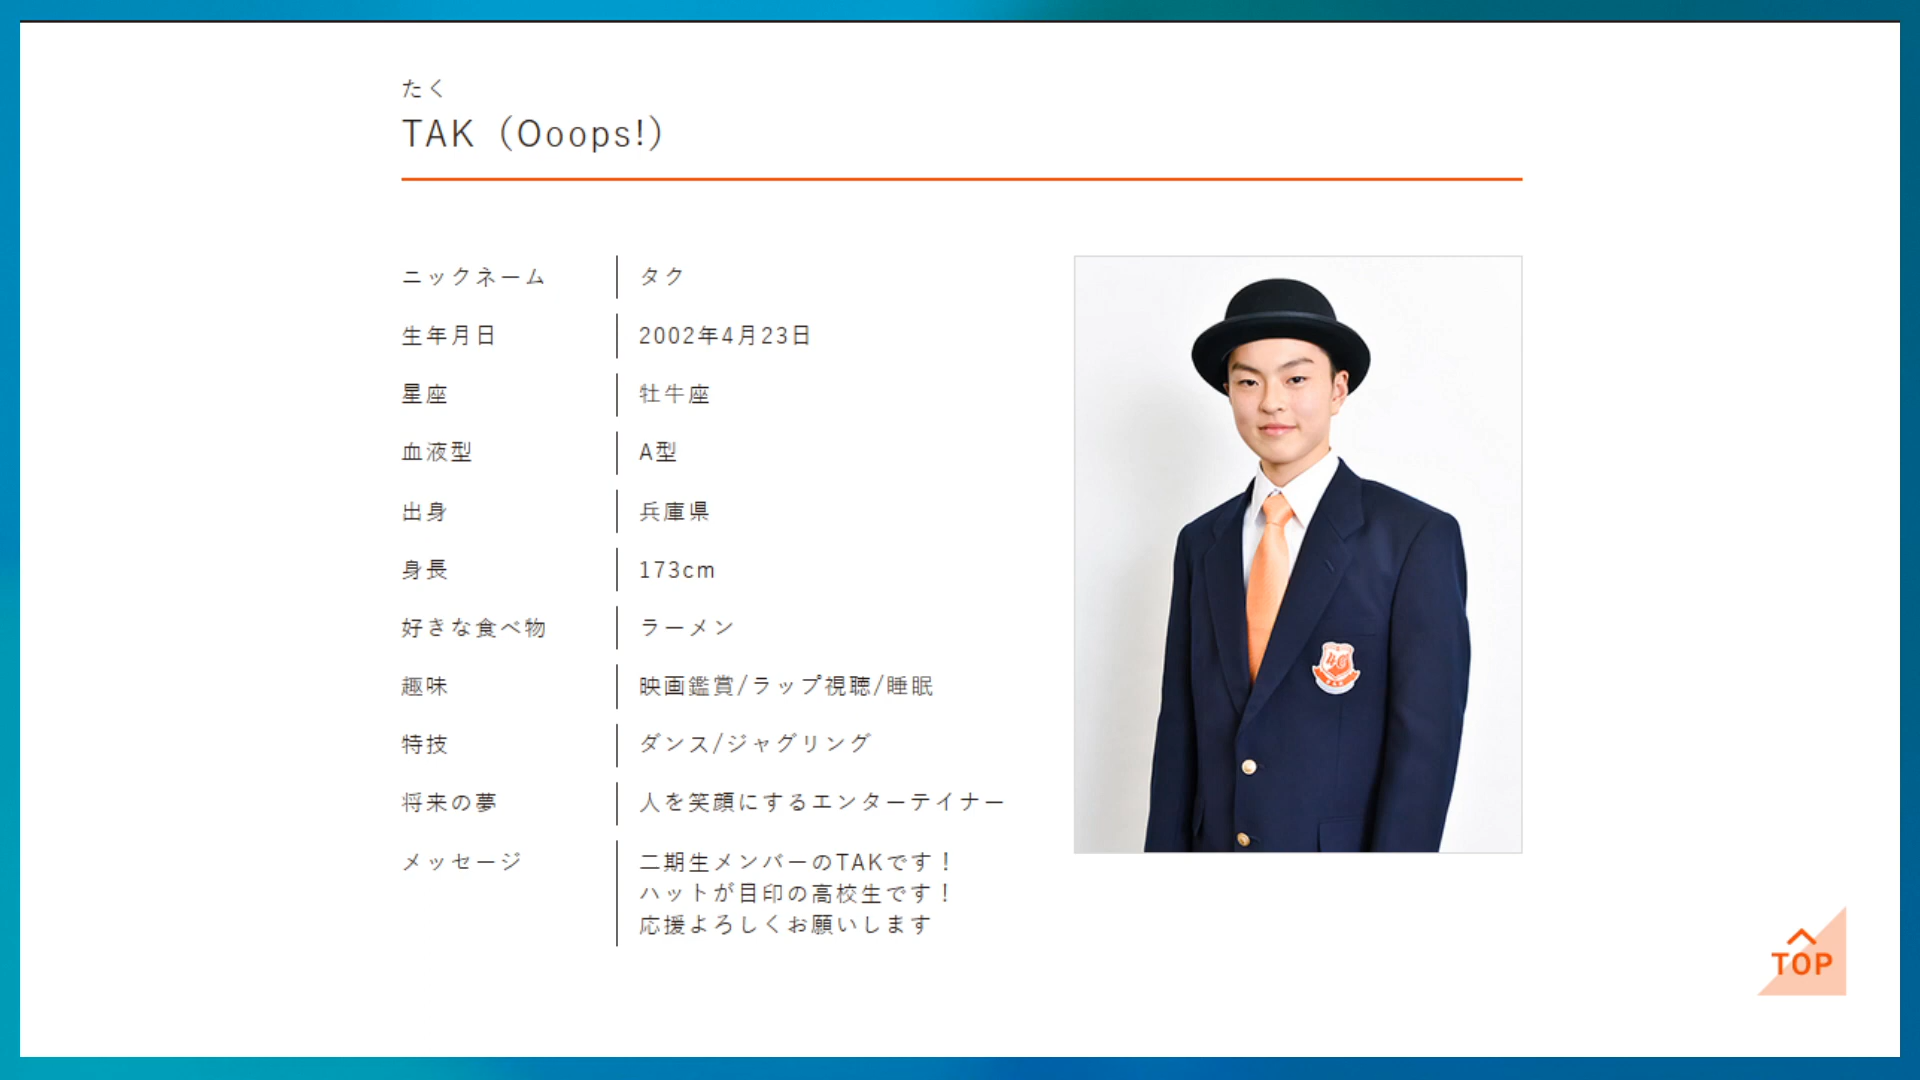 たく
TAK（Ooops!）
ニックネーム タク
生年月日 2002年4月23日
星座 牡牛座
血液型 A型
出身 兵庫県
身長 173cm
好きな食べ物 ラーメン
趣味 映画鑑賞/ラップ視聴/睡眠
特技 ダンス/ジャグリング
将来の夢 人を笑顔にするエンターテイナー
メッセージ 二期生メンバーのTAKです！
ハットが目印の高校生です！
応援よろしくお願いします
TOP